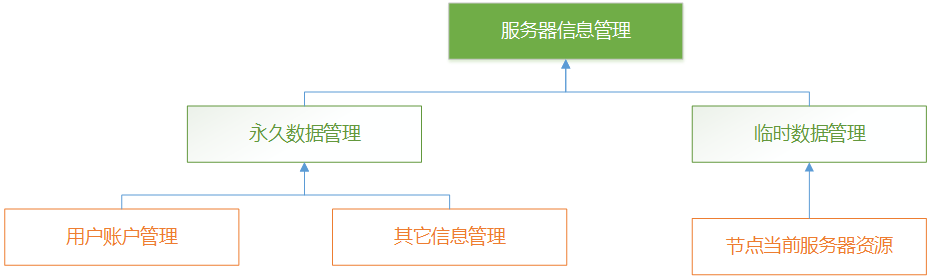 服务器信息管理
永久数据管理
临时数据管理
用户账户管理
其它信息管理
节点当前服务器资源